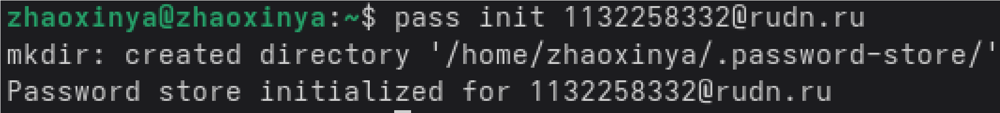 zhaoxinya@zhaoxinya:~$ pass init 1132258332@rudn.ru
mkdir: created directory '/home/zhaoxinya/.password-store/'
Password store initialized for 1132258332@rudn.ru